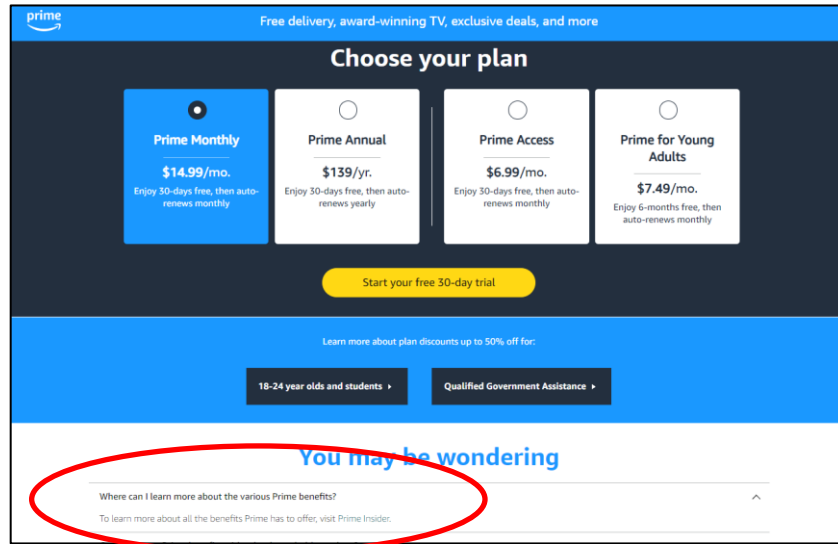 prime
Free delivery, award-winning TV, exclusive deals, and more
Choose your plan
Prime Monthly
$14.99/mo.
Enjoy 30-days free, then auto-
renews monthly
Prime Annual
$139/yr.
Enjoy 30-days free, then auto-
renews yearly
Prime Access
$6.99/mo.
Enjoy 30-days free, then auto-
renews monthly
Prime for Young
Adults
$7.49/mo.
Enjoy 6-months free, then
auto-renews monthly
Start your free 30-day trial
Learn more about plan discounts up to 50% off for:
18-24 year olds and students
Qualified Government Assistance
You may be wondering
Where can I learn more about the various Prime benefits?
To learn more about all the benefits Prime has to offer, visit Prime Insider.